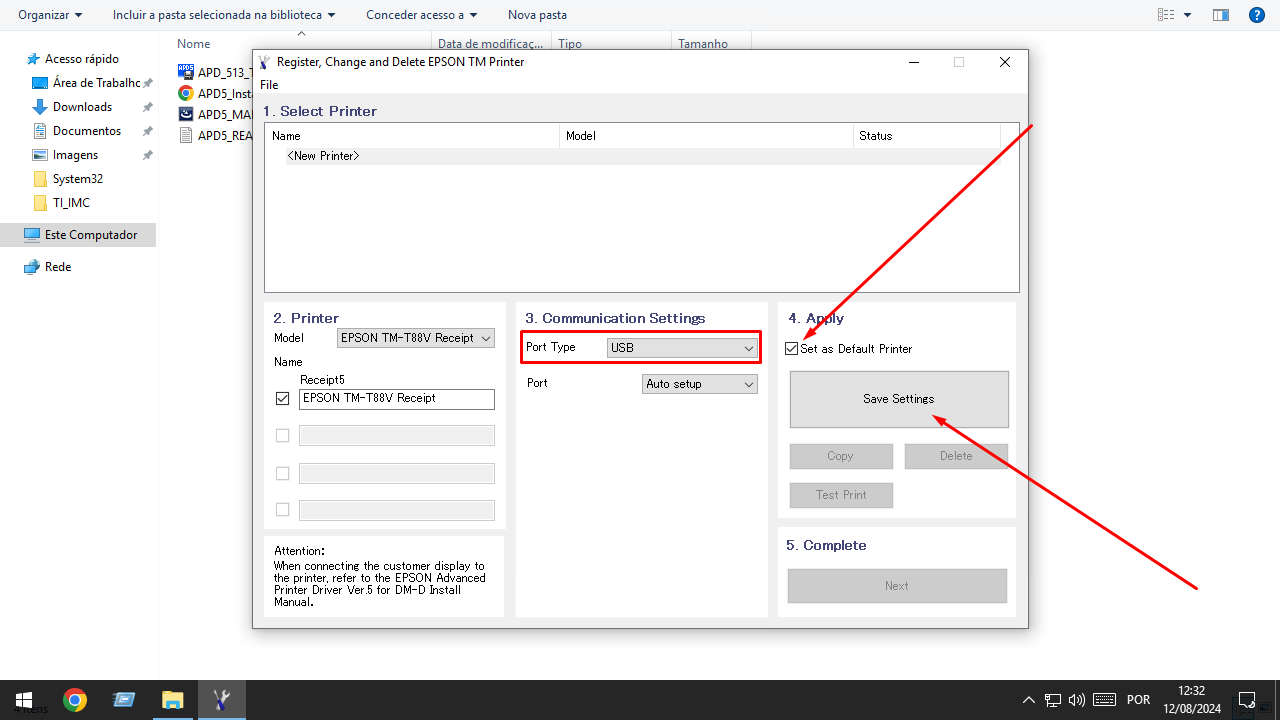 Organizar
Incluir a pasta selecionada na biblioteca
Conceder acesso a
Nova pasta
Nome
Data de modificaç...
Tipo
Tamanho
Acesso rápido
Área de Trabalho
Downloads
Documentos
Imagens
System32
TI_IMC
Este Computador
Rede
APD_513_T
APD5_Insta
APD5_MA
APD5_REA
Register, Change and Delete EPSON TM Printer
File
1. Select Printer
Name
Model
Status
<New Printer>
2. Printer
Model
EPSON TM-T88V Receipt
Name
Receipt5
EPSON TM-T88V Receipt
Attention:
When connecting the customer display to
the printer, refer to the EPSON Advanced
Printer Driver Ver.5 for DM-D Install
Manual.
3. Communication Settings
Port Type
USB
Port
Auto setup
4. Apply
Set as Default Printer
Save Settings
Copy
Delete
Test Print
5. Complete
Next
POR
12:32
12/08/2024